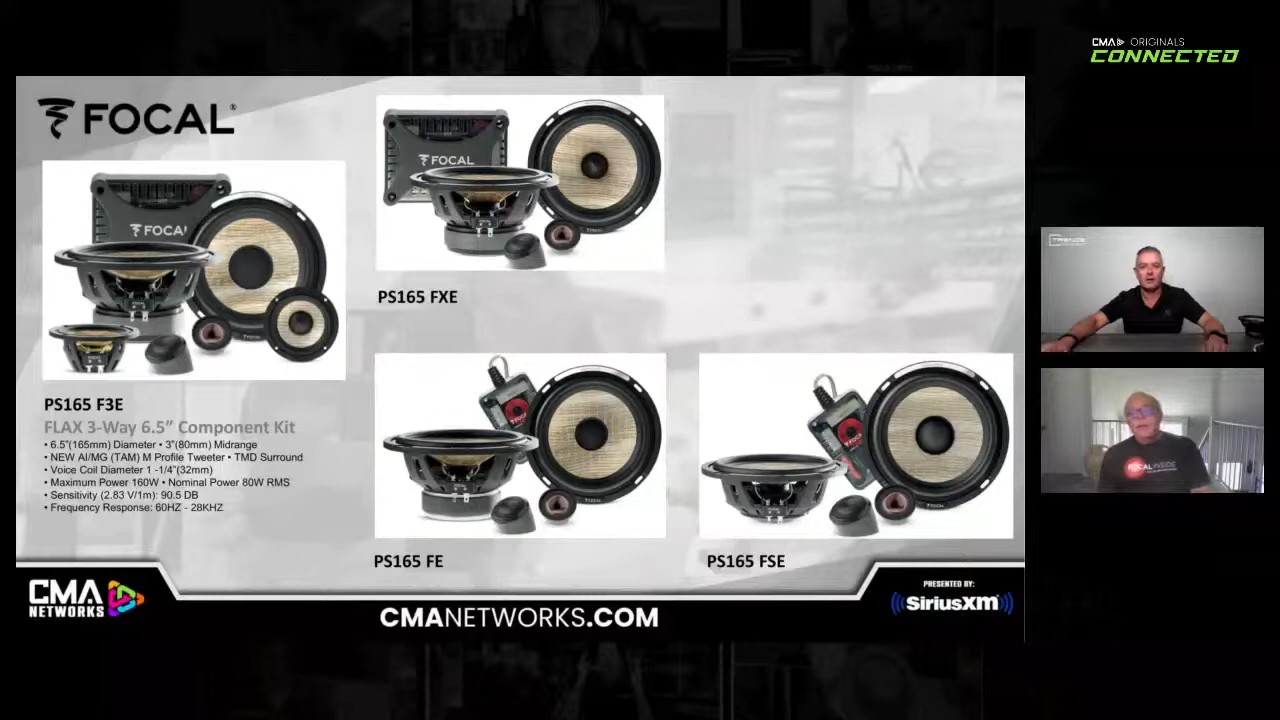 CMA ORIGINALS
CONNECTED
FOCAL®
FOCAL
FOCAL
PS165 FXE
TRENDS
PS165 F3E
FLAX 3-Way 6.5” Component Kit
• 6.5”(165mm) Diameter • 3”(80mm) Midrange
• NEW Al/MG (TAM) M Profile Tweeter • TMD Surround
• Voice Coil Diameter 1 -1/4”(32mm)
• Maximum Power 160W • Nominal Power 80W RMS
• Sensitivity (2.83 V/1m): 90.5 DB
• Frequency Response: 60HZ - 28KHZ
FOCAL INSIDE
PS165 FE
PS165 FSE
CMA
NETWORKS
CMANETWORKS.COM
PRESENTED BY:
SiriusXM